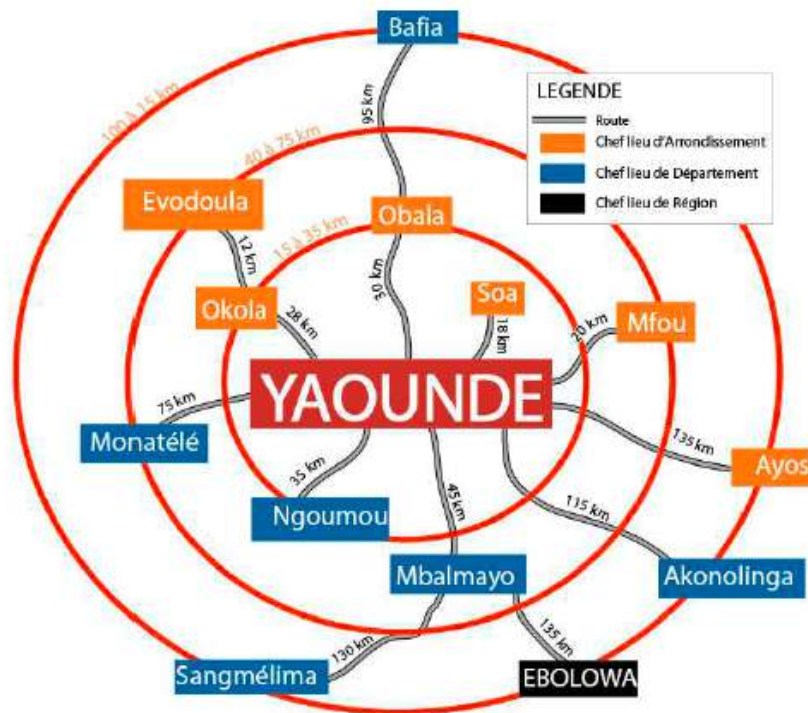 Bafia
LEGENDE
Route
Chef lieu d'Arrondissement
Chef lieu de Département
Chef lieu de Région
100 à 15 km
95 km
40 à 75 km
Evodoula
Obala
15 à 35 km
12 km
Soa
Okola
28 km
30 km
18 km
20 km
Mfou
YAOUNDE
75 km
Monatélé
135 km
Ayos
35 km
Ngoumou
45 km
115 km
Mbalmayo
Akonolinga
130 km
135 km
Sangmélima
EBOLOWA